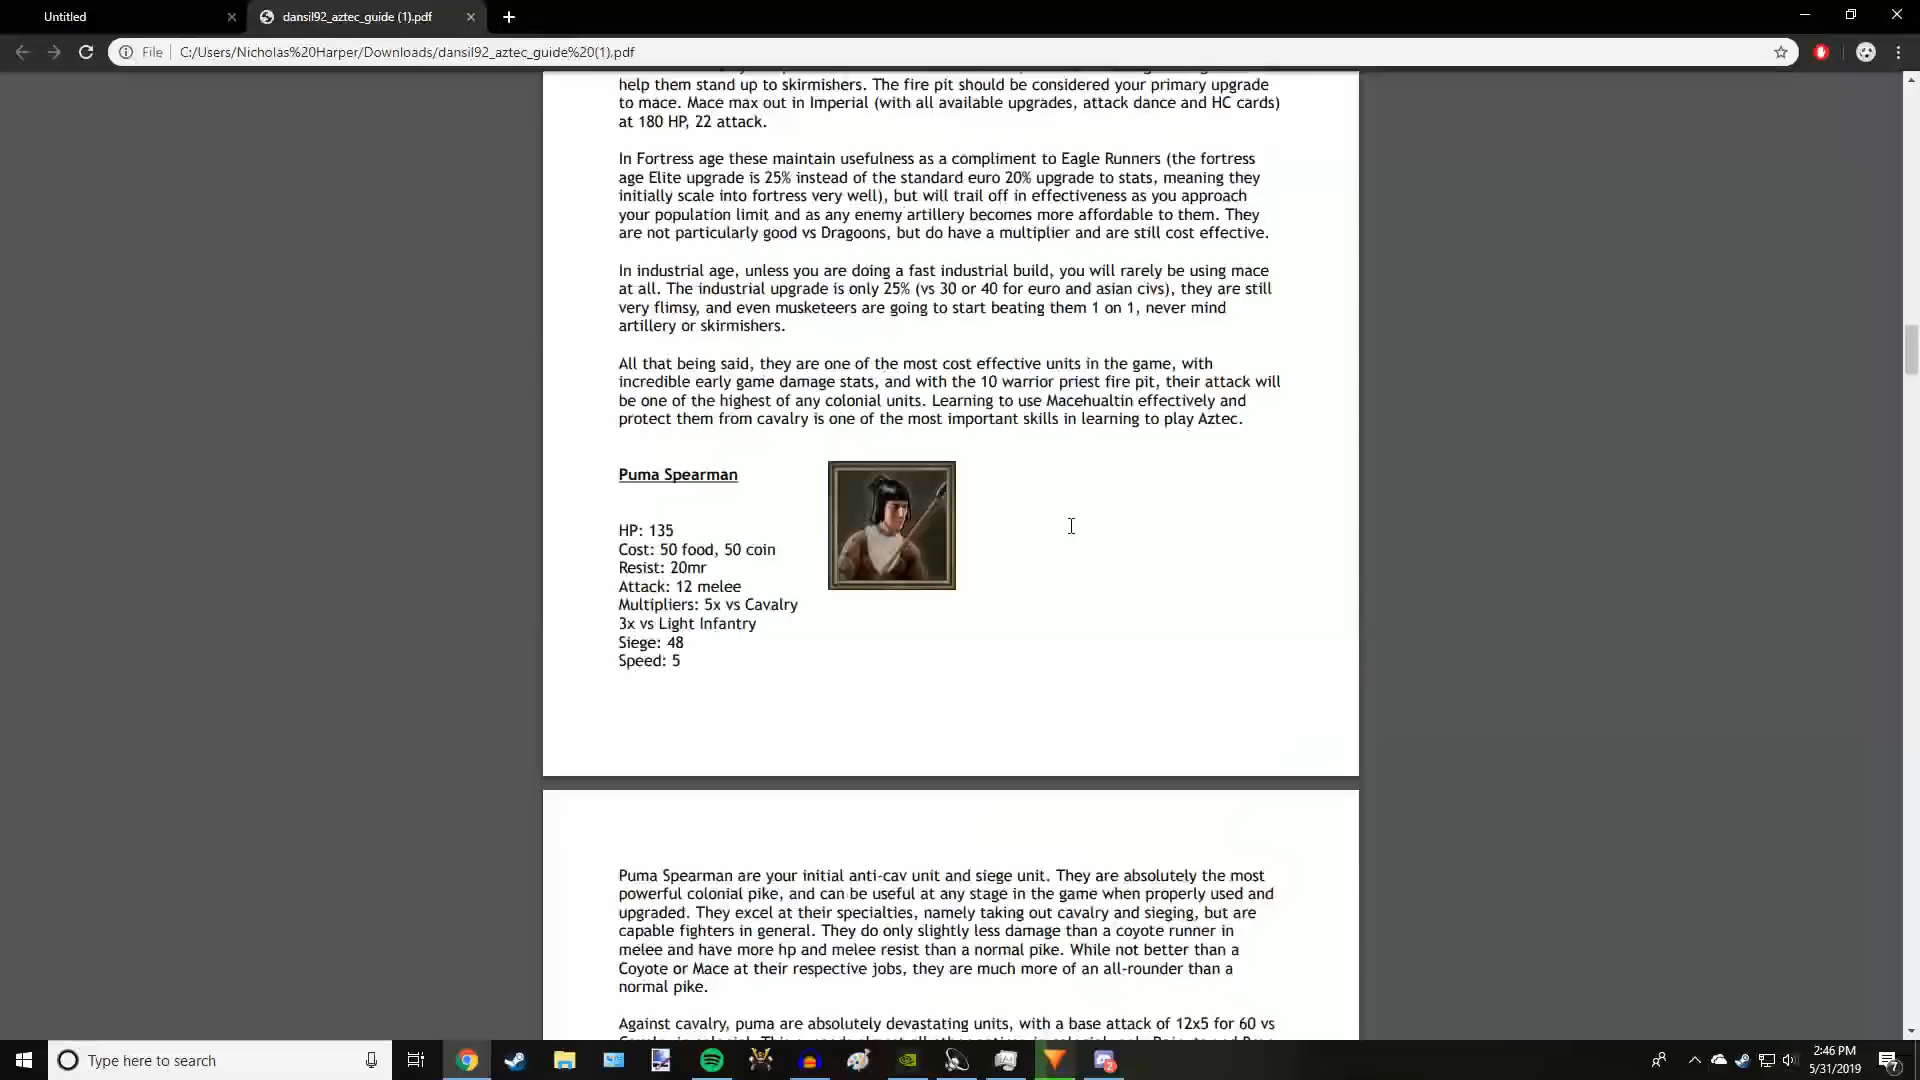 Untitled
dansil92_aztec_guide (1).pdf
File
C:/Users/Nicholas%20Harper/Downloads/dansil92_aztec_guide%20(1).pdf
help them stand up to skirmishers. The fire pit should be considered your primary upgrade
to mace. Mace max out in Imperial (with all available upgrades, attack dance and HC cards)
at 180 HP, 22 attack.
In Fortress age these maintain usefulness as a compliment to Eagle Runners (the fortress
age Elite upgrade is 25% instead of the standard euro 20% upgrade to stats, meaning they
initially scale into fortress very well), but will trail off in effectiveness as you approach
your population limit and as any enemy artillery becomes more affordable to them. They
are not particularly good vs Dragoons, but do have a multiplier and are still cost effective.
In industrial age, unless you are doing a fast industrial build, you will rarely be using mace
at all. The industrial upgrade is only 25% (vs 30 or 40 for euro and asian civs), they are still
very flimsy, and even musketeers are going to start beating them 1 on 1, never mind
artillery or skirmishers.
All that being said, they are one of the most cost effective units in the game, with
incredible early game damage stats, and with the 10 warrior priest fire pit, their attack will
be one of the highest of any colonial units. Learning to use Macehualtin effectively and
protect them from cavalry is one of the most important skills in learning to play Aztec.
Puma Spearman
HP: 135
Cost: 50 food, 50 coin
Resist: 20mr
Attack: 12 melee
Multipliers: 5x vs Cavalry
3x vs Light Infantry
Siege: 48
Speed: 5
Puma Spearman are your initial anti-cav unit and siege unit. They are absolutely the most
powerful colonial pike, and can be useful at any stage in the game when properly used and
upgraded. They excel at their specialties, namely taking out cavalry and sieging, but are
capable fighters in general. They do only slightly less damage than a coyote runner in
melee and have more hp and melee resist than a normal pike. While not better than a
Coyote or Mace at their respective jobs, they are much more of an all-rounder than a
normal pike.
Against cavalry, puma are absolutely devastating units, with a base attack of 12x5 for 60 vs
Type here to search
2:46 PM
5/31/2019